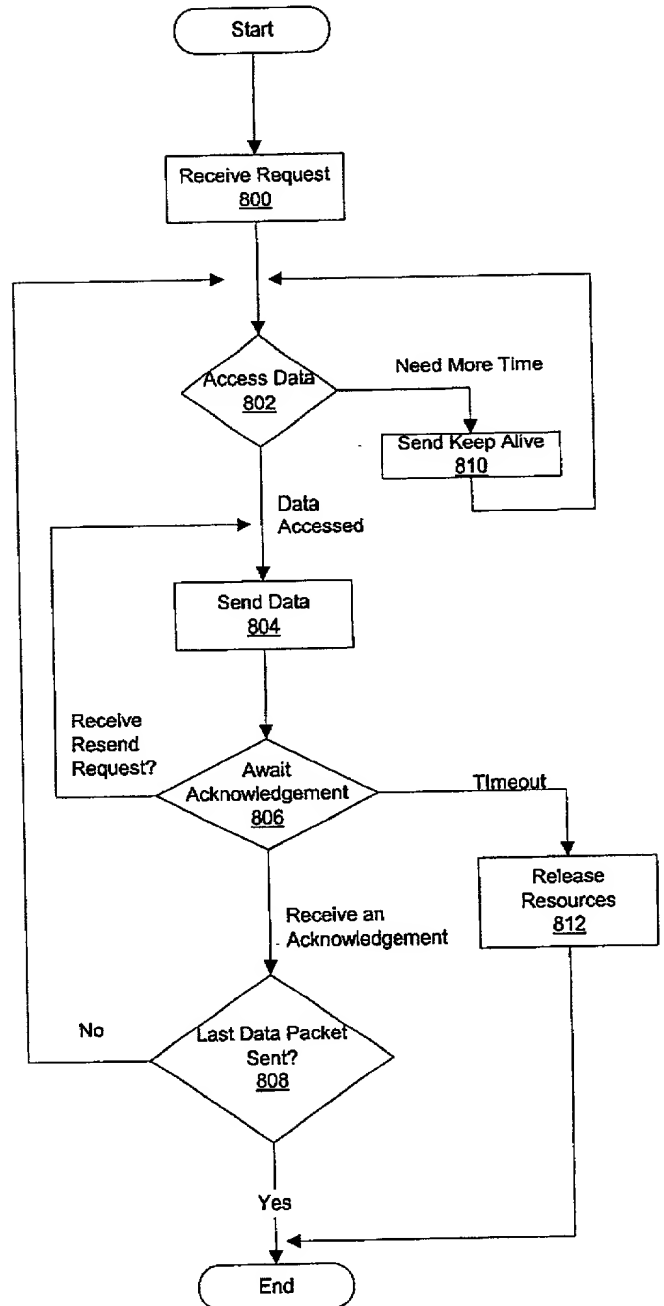 Start
Receive Request
800
Access Data
802
Need More Time
Send Keep Alive
810
Data
Accessed
Send Data
804
Receive
Resend
Request?
Await
Acknowledgement
806
TImeout
Release
Resources
812
Receive an
Acknowledgement
No
Last Data Packet
Sent?
808
Yes
End